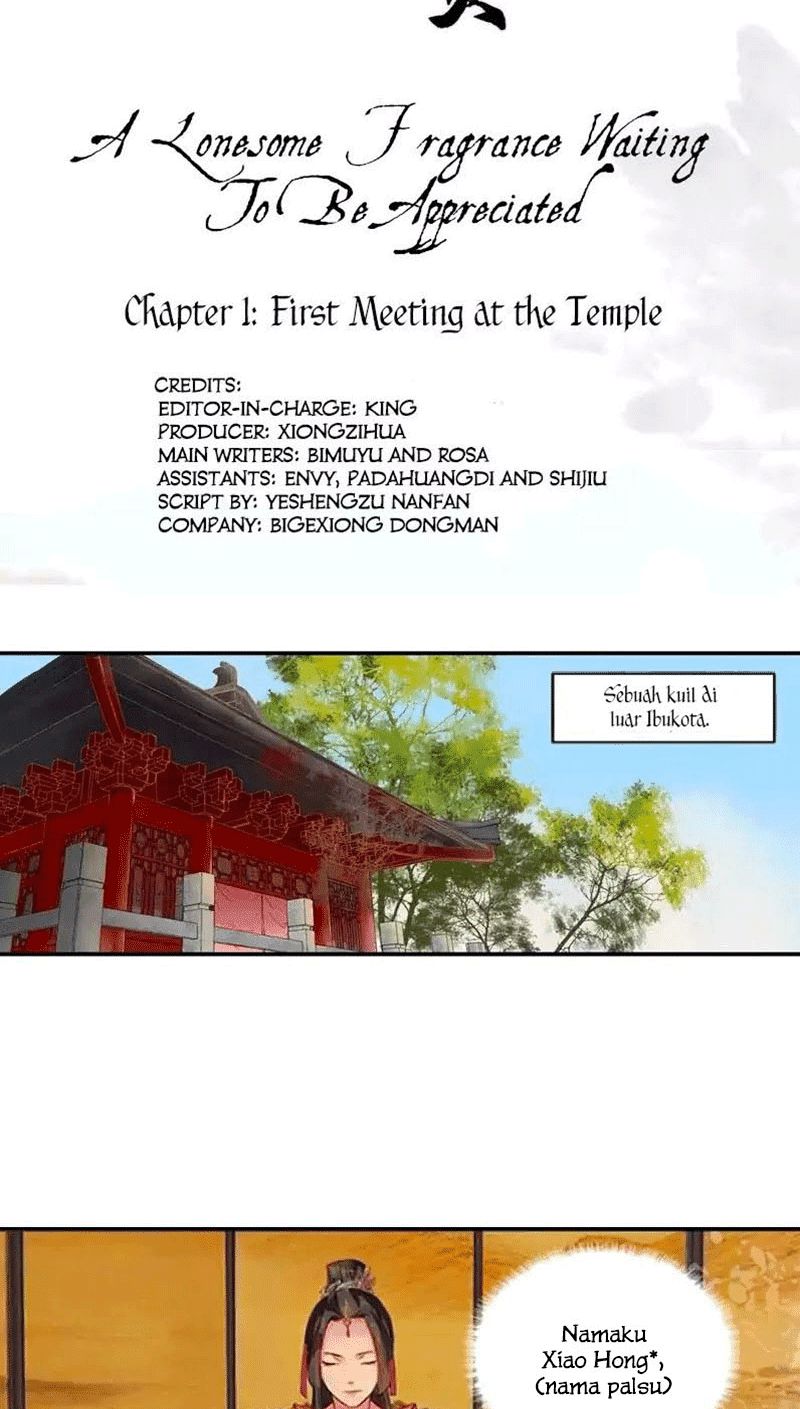 A Lonesome Fragrance Waiting
To Be Appreciated
Chapter 1: First Meeting at the Temple
CREDITS:
EDITOR-IN-CHARGE: KING
PRODUCER: XIONGZIHUA
MAIN WRITERS: BIMUYU AND ROSA
ASSISTANTS: ENVY, PADAHUANGDI AND SHIJIU
SCRIPT BY: YESHENGZU NANFAN
COMPANY: BIGEXIONG DONGMAN
Sebuah kuil di
luar Ibukota.
Namaku
Xiao Hong*,
(nama palsu)